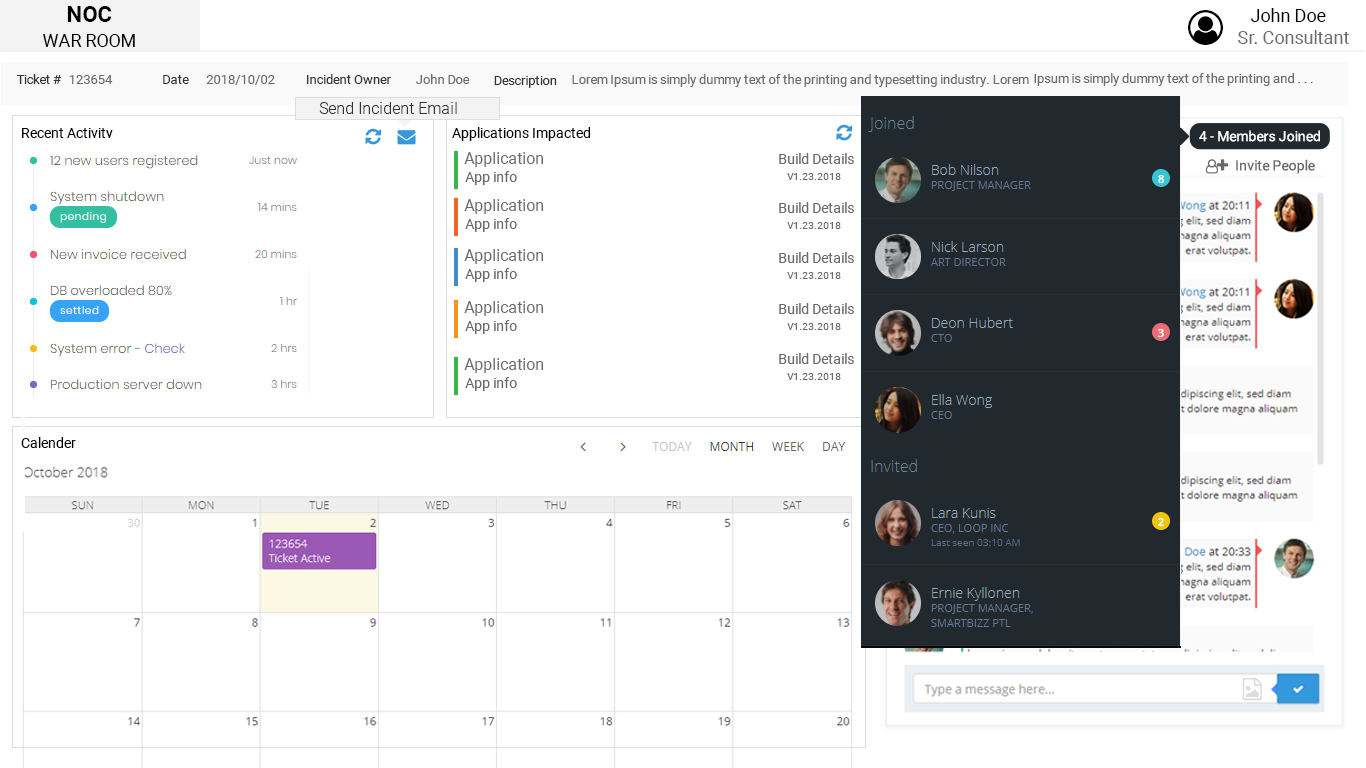 NOC
WAR ROOM
John Doe
Sr. Consultant
Ticket # 123654 Date 2018/10/02 Incident Owner John Doe Description Lorem Ipsum is simply dummy text of the printing and typesetting industry. Lorem Ipsum is simply dummy text of the printing and . . .
Send Incident Email
Recent Activity
12 new users registered Just now
System shutdown 14 mins
pending
New invoice received 20 mins
DB overloaded 80% 1 hr
settled
System error - Check 2 hrs
Production server down 3 hrs
Applications Impacted
Application Build Details
App info V1.23.2018
Application Build Details
App info V1.23.2018
Application Build Details
App info V1.23.2018
Application Build Details
App info V1.23.2018
Application Build Details
App info V1.23.2018
Calender
TODAY MONTH WEEK DAY
October 2018
SUN MON TUE WED THU FRI SAT
30 1 2 3 4 5 6
123654
Ticket Active
7 8 9 10 11 12 13
14 15 16 17 18 19 20
Joined
Bob Nilson
PROJECT MANAGER
8
Nick Larson
ART DIRECTOR
Deon Hubert
CTO
3
Ella Wong
CEO
Invited
Lara Kunis
CEO, LOOP INC
Last seen 03:10 AM
2
Ernie Kyllonen
PROJECT MANAGER,
SMARTBIZZ PTL
4 - Members Joined
Invite People
Wong at 20:11
elit, sed diam
magna aliquam
erat volutpat.
Wong at 20:11
elit, sed diam
magna aliquam
erat volutpat.
dipiscing elit, sed diam
t dolore magna aliquam
dipiscing elit, sed diam
t dolore magna aliquam
Doe at 20:33
elit, sed diam
magna aliquam
erat volutpat.
Type a message here...